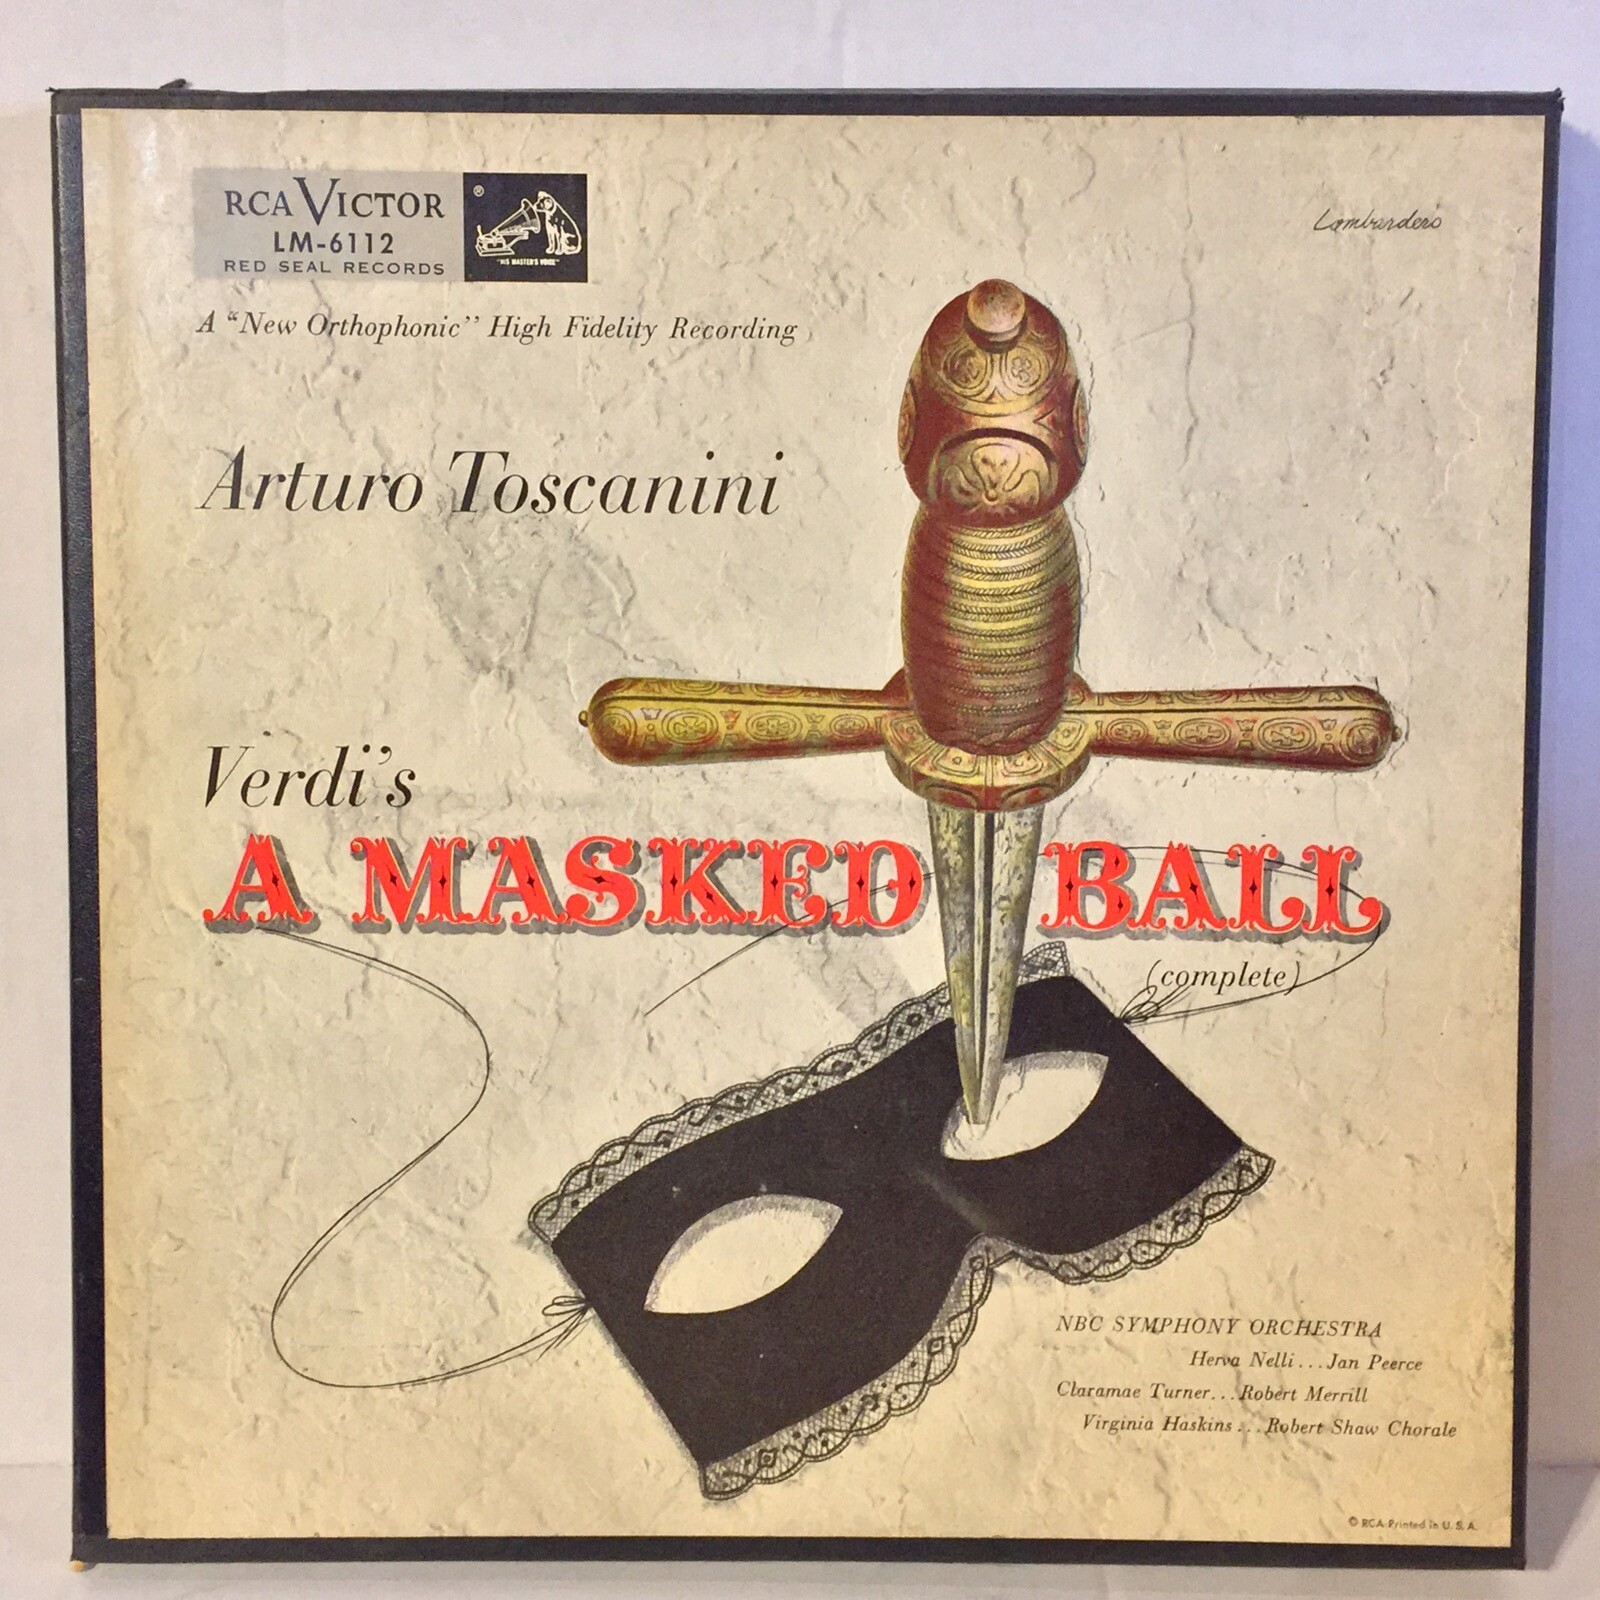 RCA VICTOR
LM-6112
RED SEAL RECORDS
®
"HIS MASTER'S VOICE"
Lombardero
A "New Orthophonic" High Fidelity Recording
Arturo Toscanini
Verdi's
A MASKED BALL
(complete)
NBC SYMPHONY ORCHESTRA
Herva Nelli...Jan Peerce
Claramae Turner...Robert Merrill
Virginia Haskins...Robert Shaw Chorale
© RCA Printed in U. S. A.